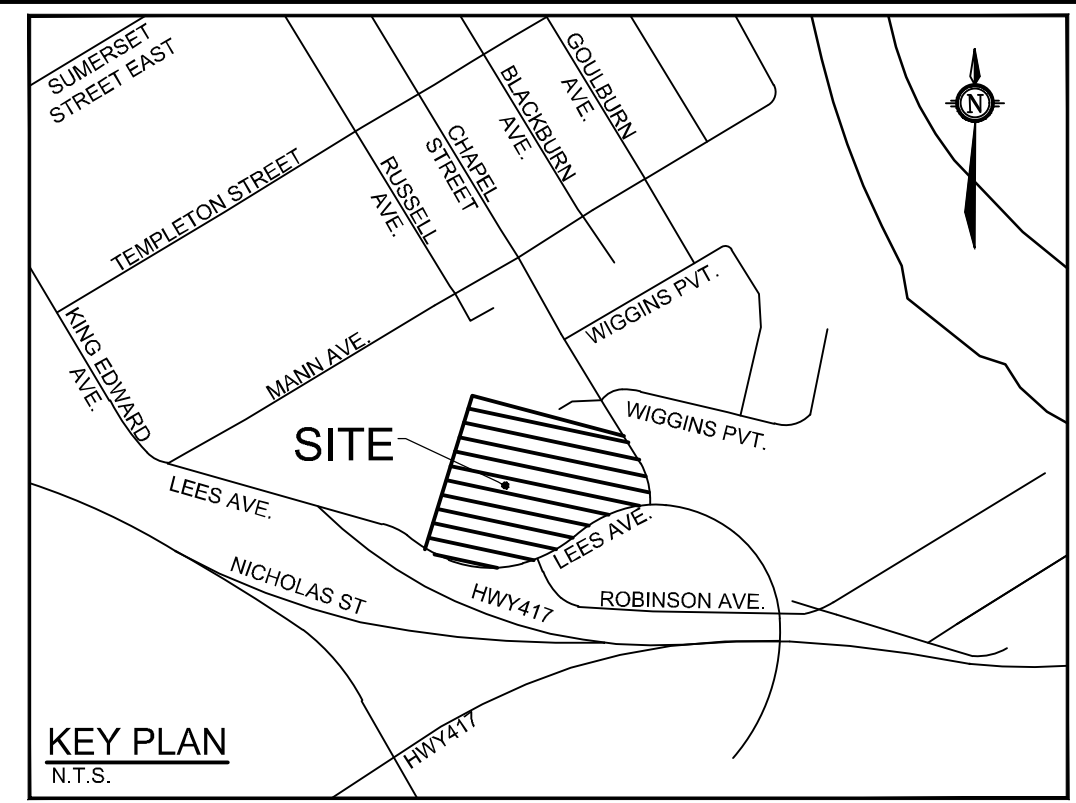 SUMERSET
STREET EAST
TEMPLETON STREET
RUSSELL
AVE.
CHAPEL
STREET
BLACKBURN
AVE.
GOULBURN
AVE.
N
KING EDWARD
AVE.
MANN AVE.
WIGGINS PVT.
WIGGINS PVT.
SITE
LEES AVE.
LEES AVE.
NICHOLAS ST
HWY417
ROBINSON AVE.
HWY417
KEY PLAN
N.T.S.